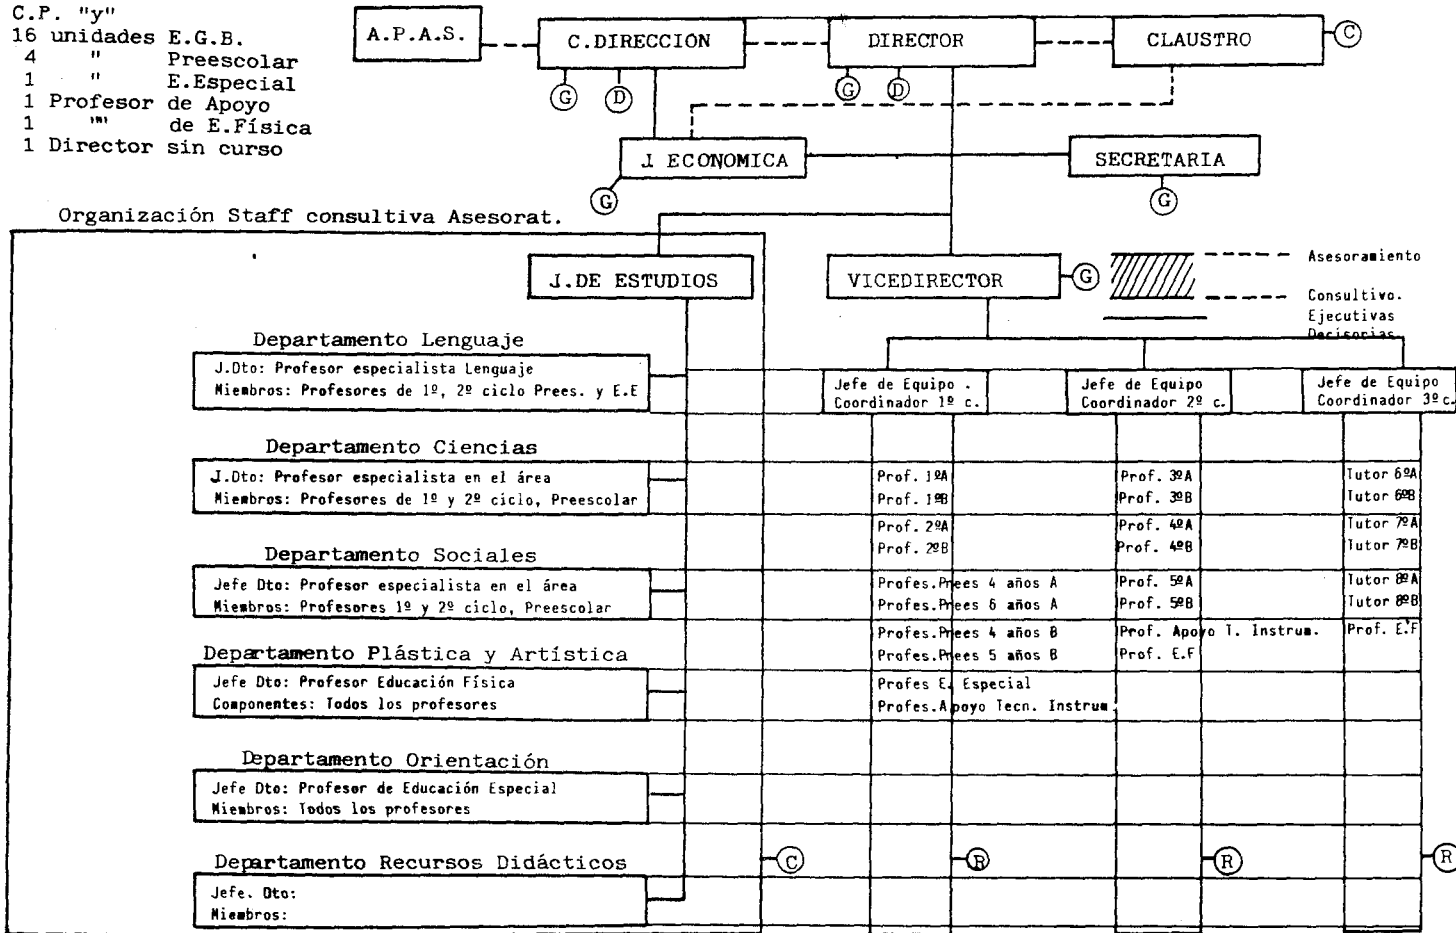 C.P. "y"
16 unidades E.G.B.
4 " Preescolar
1 " E.Especial
1 Profesor de Apoyo
1 "" de E.Física
1 Director sin curso
A.P.A.S.
C.DIRECCION
DIRECTOR
CLAUSTRO
C
G
D
G
D
J. ECONOMICA
SECRETARIA
G
G
Organización Staff consultiva Asesorat.
J.DE ESTUDIOS
VICEDIRECTOR
G
Asesoramiento
Consultivo.
Ejecutivas
Decisorias
Departamento Lenguaje
J.Dto: Profesor especialista Lenguaje
Miembros: Profesores de 1º, 2º ciclo Prees. y E.E
Jefe de Equipo .
Coordinador 1º c.
Jefe de Equipo
Coordinador 2º c.
Jefe de Equipo
Coordinador 3º c.
Departamento Ciencias
J.Dto: Profesor especialista en el área
Miembros: Profesores de 1º y 2º ciclo, Preescolar
Prof. 1ºA
Prof. 1ºB
Prof. 2ºA
Prof. 2ºB
Profes.Prees 4 años A
Profes.Prees 6 años A
Profes.Prees 4 años B
Profes.Prees 5 años B
Profes E. Especial
Profes.Apoyo Tecn. Instrum.
Prof. 3ºA
Prof. 3ºB
Prof. 4ºA
Prof. 4ºB
Prof. 5ºA
Prof. 5ºB
Prof. Apoyo T. Instrum.
Prof. E.F
Tutor 6ºA
Tutor 6ºB
Tutor 7ºA
Tutor 7ºB
Tutor 8ºA
Tutor 8ºB
Prof. E.F
Departamento Sociales
Jefe Dto: Profesor especialista en el área
Miembros: Profesores 1º y 2º ciclo, Preescolar
Departamento Plástica y Artística
Jefe Dto: Profesor Educación Física
Componentes: Todos los profesores
Departamento Orientación
Jefe Dto: Profesor de Educación Especial
Miembros: Todos los profesores
Departamento Recursos Didácticos
Jefe. Dto:
Miembros:
C
R
R
R